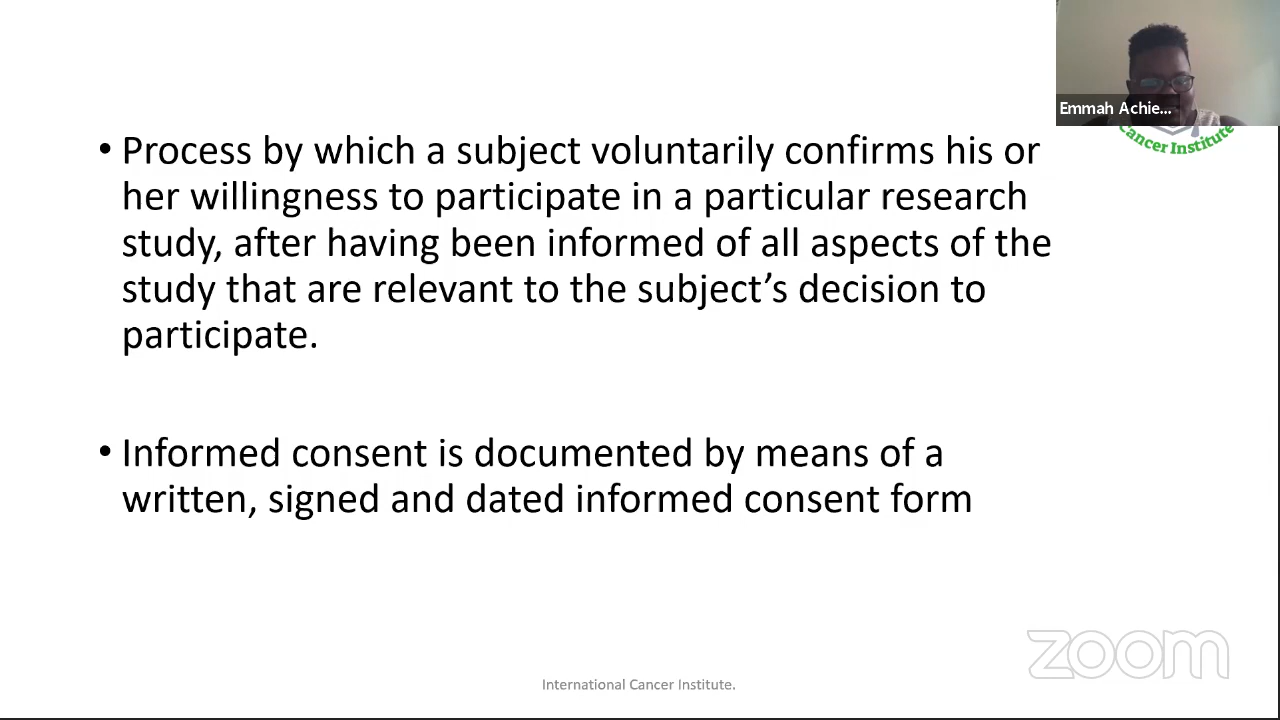 Emmah Achie...
Cancer Institute
• Process by which a subject voluntarily confirms his or
her willingness to participate in a particular research
study, after having been informed of all aspects of the
study that are relevant to the subject’s decision to
participate.
• Informed consent is documented by means of a
written, signed and dated informed consent form
zoom
International Cancer Institute.